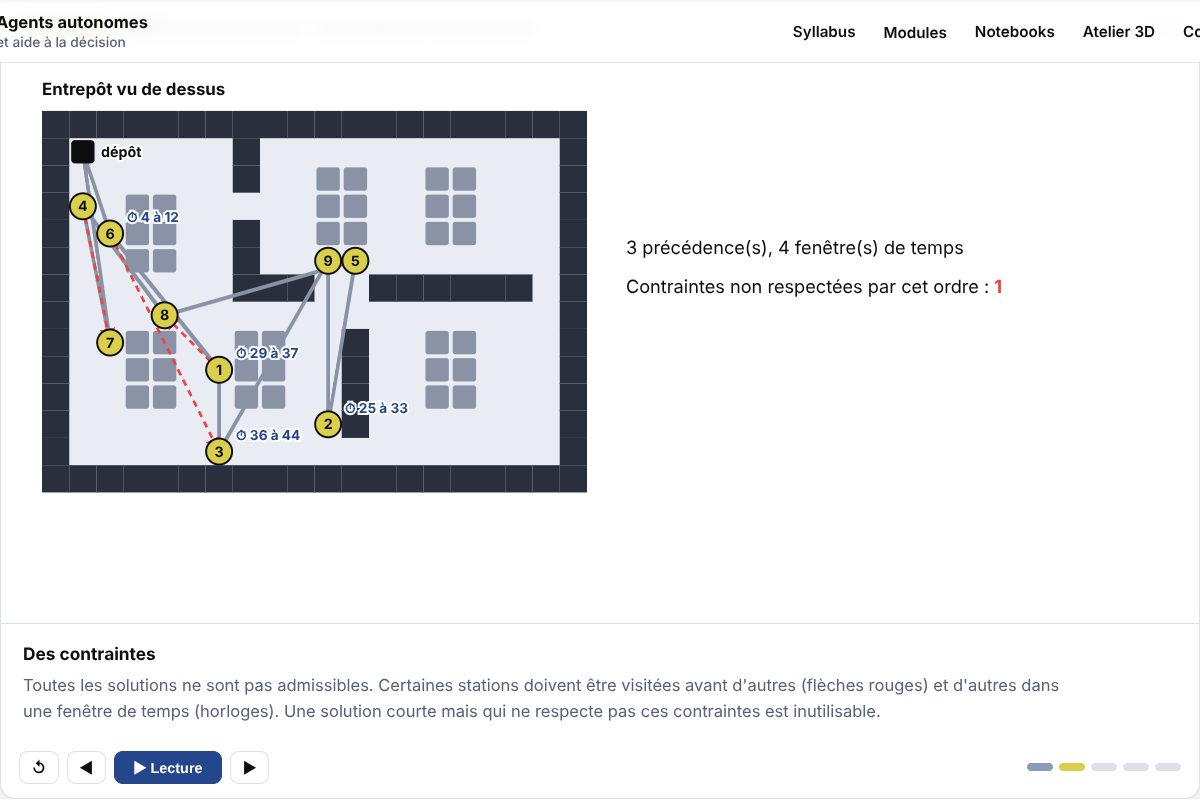 Agents autonomes
et aide à la décision
Syllabus
Modules
Notebooks
Atelier 3D
Entrepôt vu de dessus
dépôt
4
4 à 12
6
9
5
3 précédence(s), 4 fenêtre(s) de temps
Contraintes non respectées par cet ordre : 1
8
7
29 à 37
1
25 à 33
2
36 à 44
3
Des contraintes
Toutes les solutions ne sont pas admissibles. Certaines stations doivent être visitées avant d'autres (flèches rouges) et d'autres dans
une fenêtre de temps (horloges). Une solution courte mais qui ne respecte pas ces contraintes est inutilisable.
Lecture